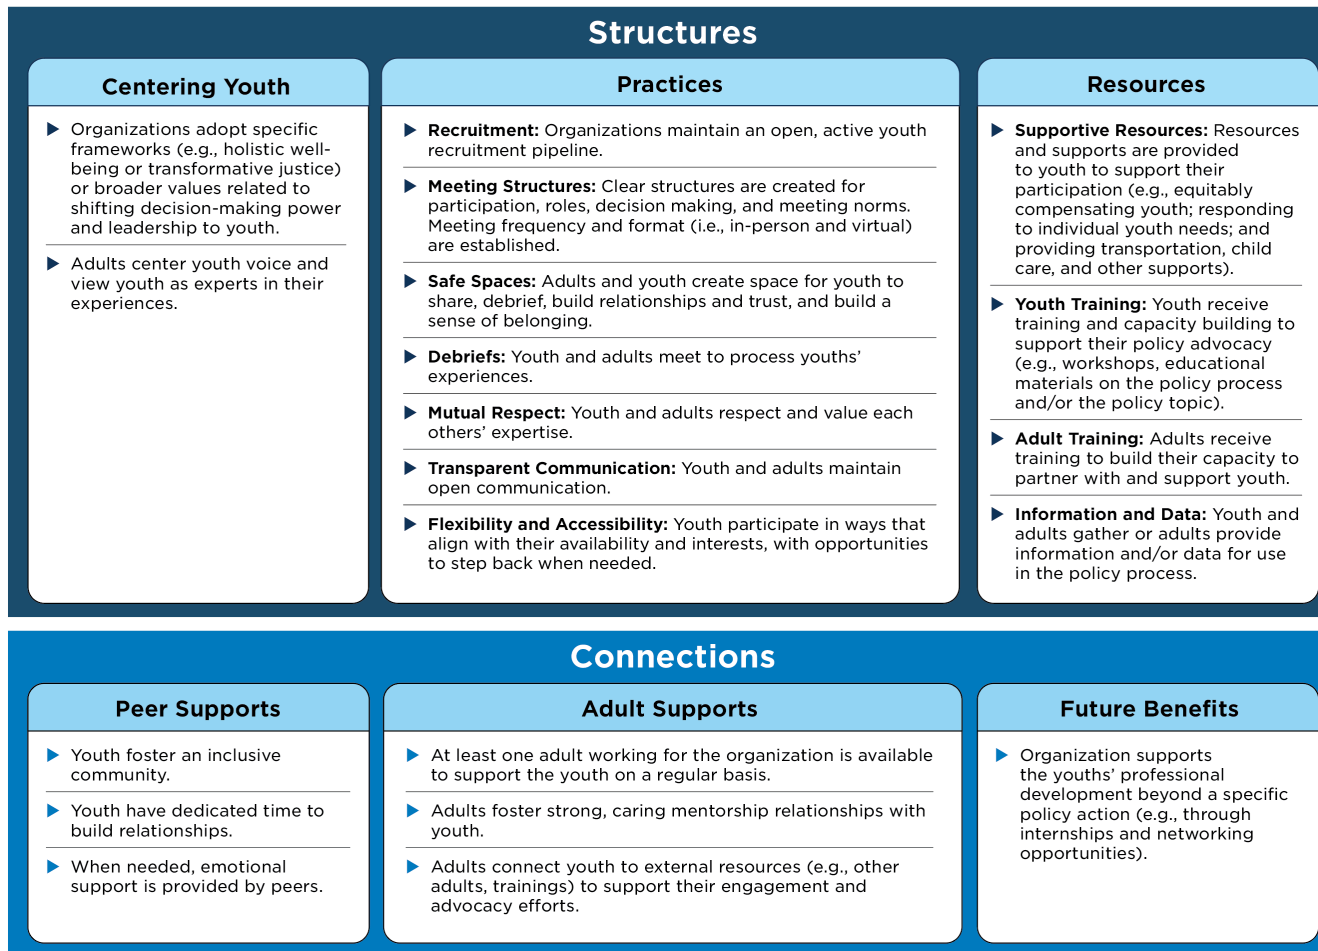 Structures
Centering Youth
Organizations adopt specific
frameworks (e.g., holistic well-
being or transformative justice)
or broader values related to
shifting decision-making power
and leadership to youth.
Adults center youth voice and
view youth as experts in their
experiences.
Practices
Recruitment: Organizations maintain an open, active youth
recruitment pipeline.
Meeting Structures: Clear structures are created for
participation, roles, decision making, and meeting norms.
Meeting frequency and format (i.e., in-person and virtual)
are established.
Safe Spaces: Adults and youth create space for youth to
share, debrief, build relationships and trust, and build a
sense of belonging.
Debriefs: Youth and adults meet to process youths’
experiences.
Mutual Respect: Youth and adults respect and value each
others’ expertise.
Transparent Communication: Youth and adults maintain
open communication.
Flexibility and Accessibility: Youth participate in ways that
align with their availability and interests, with opportunities
to step back when needed.
Resources
Supportive Resources: Resources
and supports are provided
to youth to support their
participation (e.g., equitably
compensating youth; responding
to individual youth needs; and
providing transportation, child
care, and other supports).
Youth Training: Youth receive
training and capacity building to
support their policy advocacy
(e.g., workshops, educational
materials on the policy process
and/or the policy topic).
Adult Training: Adults receive
training to build their capacity to
partner with and support youth.
Information and Data: Youth and
adults gather or adults provide
information and/or data for use
in the policy process.
Connections
Peer Supports
Youth foster an inclusive
community.
Youth have dedicated time to
build relationships.
When needed, emotional
support is provided by peers.
Adult Supports
At least one adult working for the organization is available
to support the youth on a regular basis.
Adults foster strong, caring mentorship relationships with
youth.
Adults connect youth to external resources (e.g., other
adults, trainings) to support their engagement and
advocacy efforts.
Future Benefits
Organization supports
the youths’ professional
development beyond a specific
policy action (e.g., through
internships and networking
opportunities).